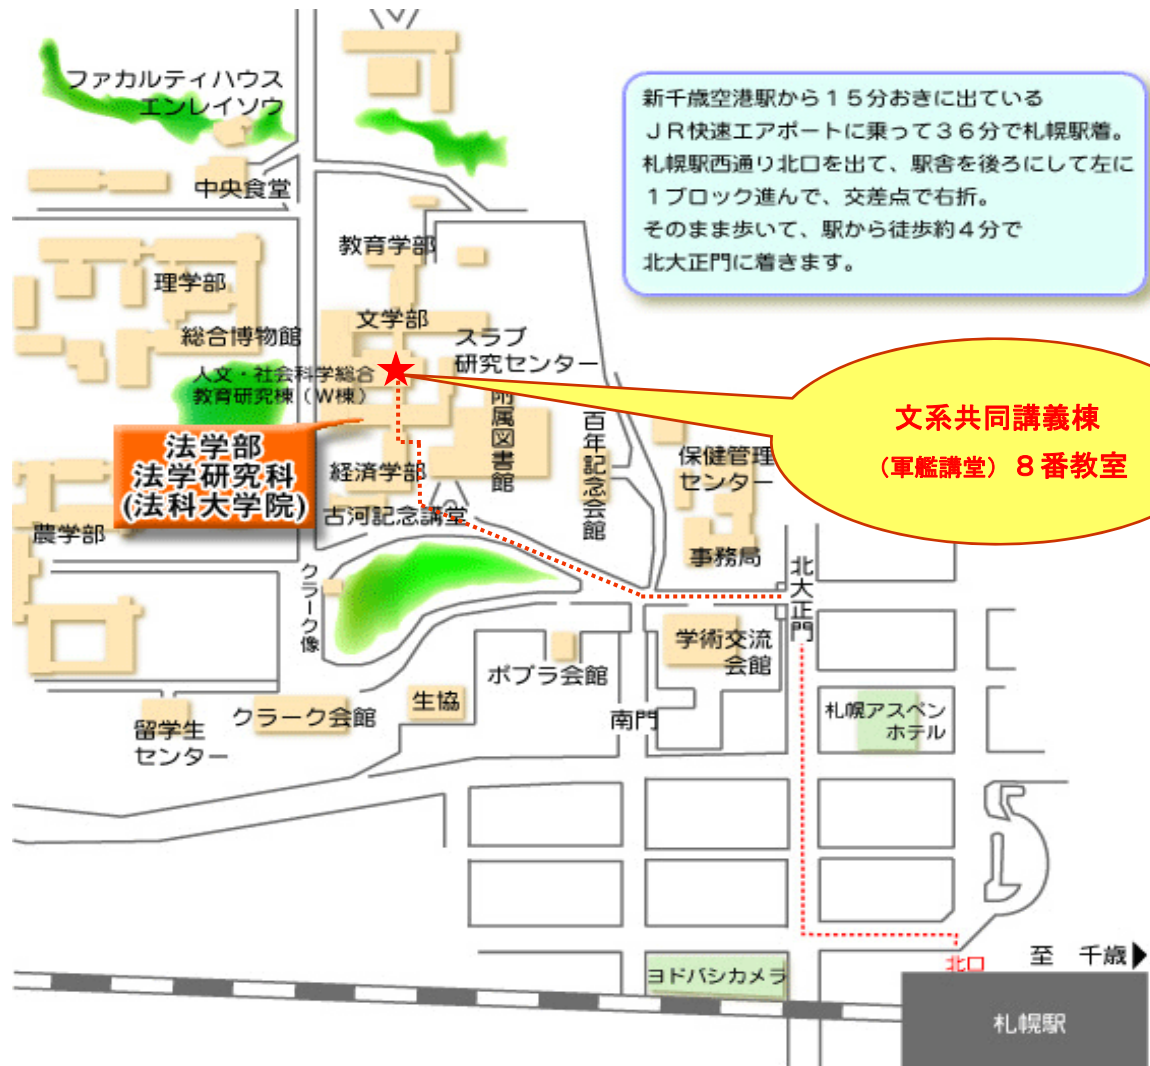 ファカルティハウス
エンレイソウ
中央食堂
新千歳空港駅から１５分おきに出ている
ＪＲ快速エアポートに乗って３６分で札幌駅着。
札幌駅西通り北口を出て、駅舎を後ろにして左に
１ブロック進んで、交差点で右折。
そのまま歩いて、駅から徒歩約４分で
北大正門に着きます。
教育学部
理学部
文学部
総合博物館
スラブ
研究センター
人文・社会科学総合
教育研究棟（W棟）
附属図書館
百年記念会館
文系共同講義棟
（軍艦講堂）８番教室
法学部
法学研究科
(法科大学院)
経済学部
保健管理
センター
古河記念講堂
農学部
事務局
北大正門
クラーク像
学術交流
会館
ポプラ会館
生協
クラーク会館
留学生
センター
南門
札幌アスペン
ホテル
北口
至　千歳
ヨドバシカメラ
札幌駅